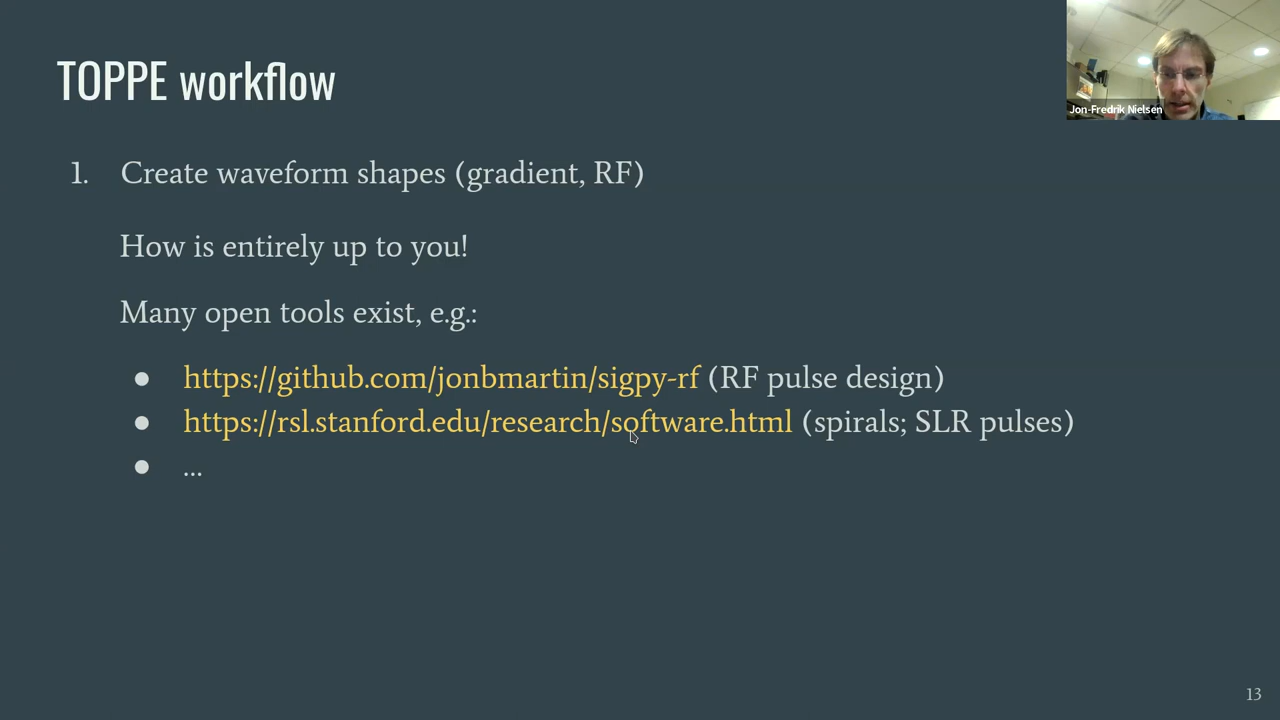 TOPPE workflow
Jon-Fredrik Nielsen
1. Create waveform shapes (gradient, RF)
How is entirely up to you!
Many open tools exist, e.g.:
● https://github.com/jonbmartin/sigpy-rf (RF pulse design)
● https://rsl.stanford.edu/research/software.html (spirals; SLR pulses)
● ...
13